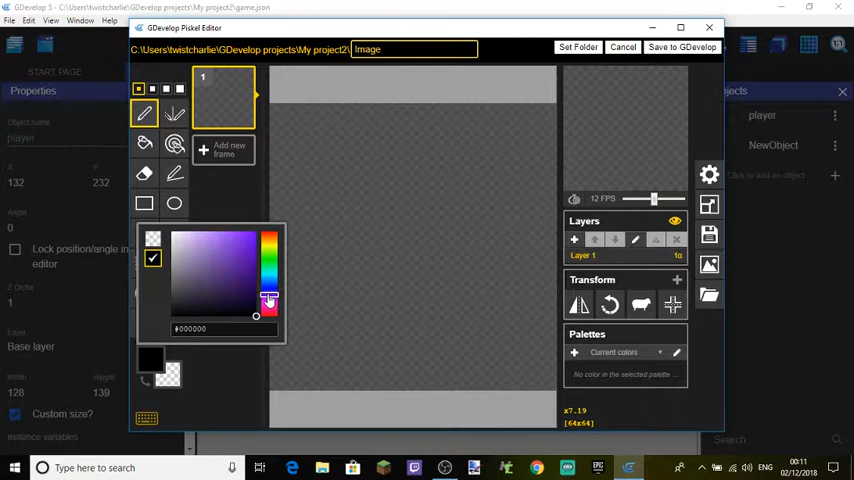 GDevelop 5 - C:\Users\twistcharlie\GDevelop projects\My project2\game.json
File Edit View Window Help
GDevelop Piskel Editor
C:\Users\twistcharlie\GDevelop projects\My project2\ Image
Set Folder Cancel Save to GDevelop
START PAGE
Properties
Object name
player
X Y
132 232
Angle
0
Lock position/angle in
editor
Z Order
1
Layer
Base layer
Width Height
128 139
Custom size?
Instance variables
1
Add new
frame
#000000
12 FPS
Layers
Layer 1 1α
Transform
Palettes
Current colors
No color in the selected palette ...
x7.19
[64x64]
player
NewObject
Click to add an object
Search
Type here to search
EPIC
ENG
00:11
02/12/2018